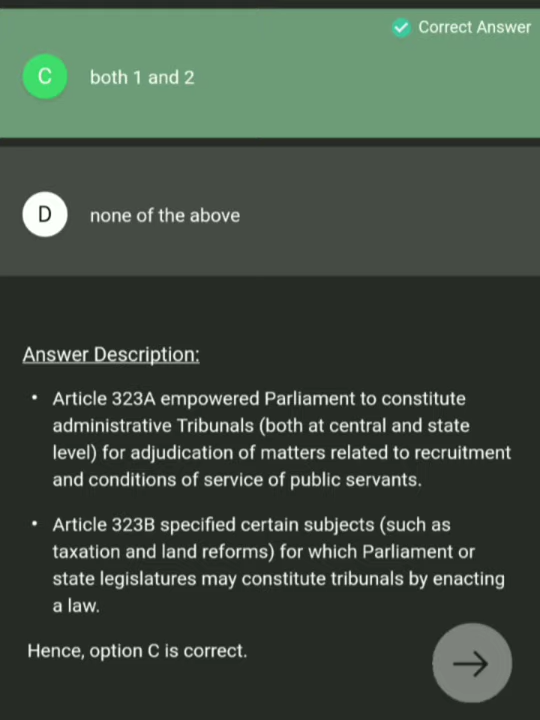 Correct Answer
C both 1 and 2
D none of the above
Answer Description:
• Article 323A empowered Parliament to constitute
administrative Tribunals (both at central and state
level) for adjudication of matters related to recruitment
and conditions of service of public servants.
• Article 323B specified certain subjects (such as
taxation and land reforms) for which Parliament or
state legislatures may constitute tribunals by enacting
a law.
Hence, option C is correct.